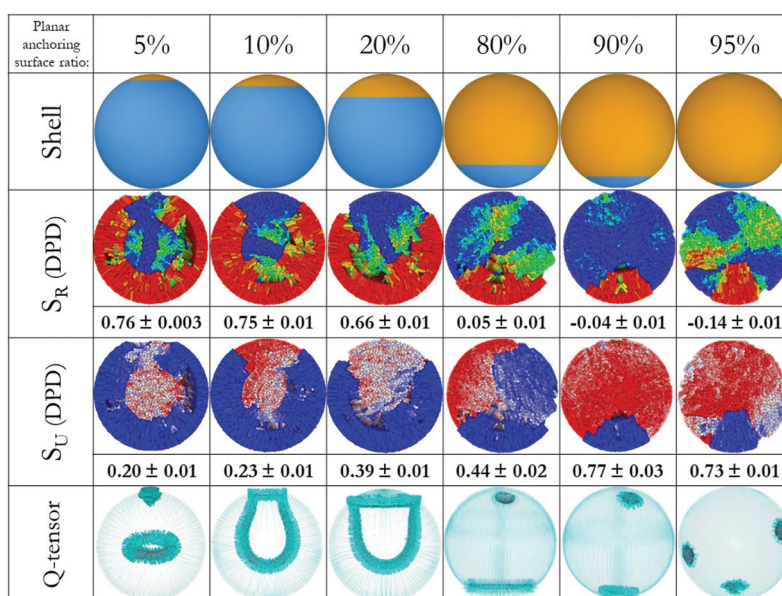 Planar
anchoring
surface ratio:
5% 10% 20% 80% 90% 95%
Shell
S_R (DPD)
0.76 ± 0.003 0.75 ± 0.01 0.66 ± 0.01 0.05 ± 0.01 -0.04 ± 0.01 -0.14 ± 0.01
S_U (DPD)
0.20 ± 0.01 0.23 ± 0.01 0.39 ± 0.01 0.44 ± 0.02 0.77 ± 0.03 0.73 ± 0.01
Q-tensor